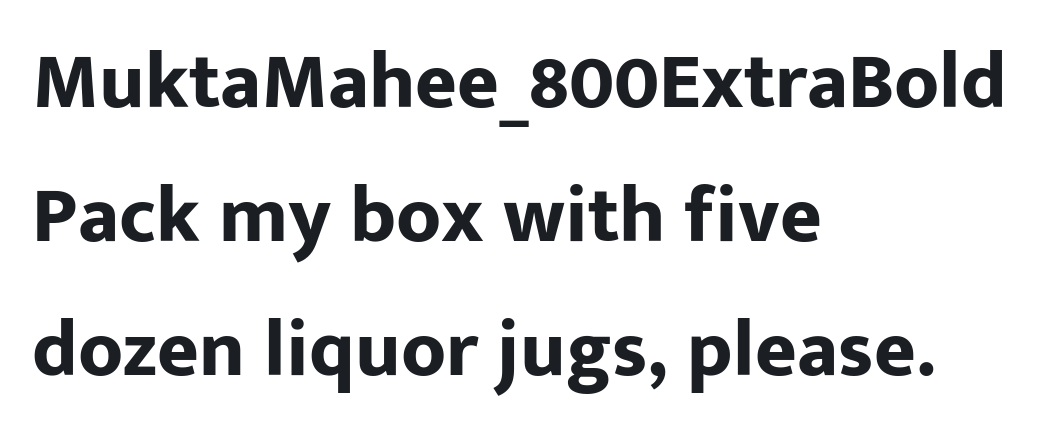 MuktaMahee_800ExtraBold
Pack my box with five
dozen liquor jugs, please.